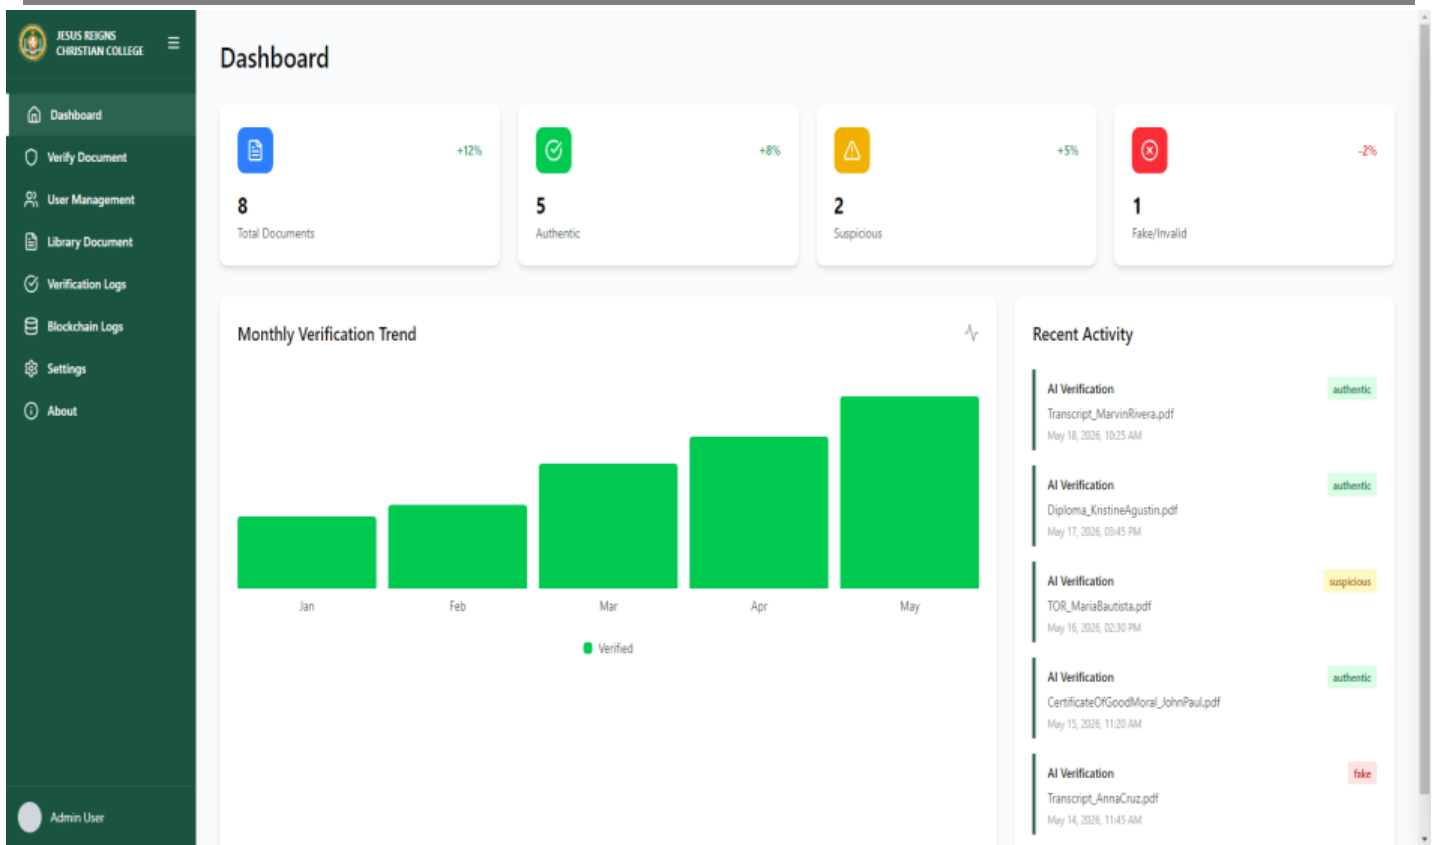 JESUS REIGNS
CHRISTIAN COLLEGE
Dashboard
Verify Document
User Management
Library Document
Verification Logs
Blockchain Logs
Settings
About
Admin User
Dashboard
+12%
8
Total Documents
+8%
5
Authentic
+5%
2
Suspicious
-2%
1
Fake/Invalid
Monthly Verification Trend
Jan Feb Mar Apr May
Verified
Recent Activity
AI Verification authentic
Transcript_MarvinRivera.pdf
May 18, 2026, 10:25 AM
AI Verification authentic
Diploma_KristineAgustin.pdf
May 17, 2026, 03:45 PM
AI Verification suspicious
TOR_MariaBautista.pdf
May 16, 2026, 02:30 PM
AI Verification authentic
CertificateOfGoodMoral_JohnPaul.pdf
May 15, 2026, 11:20 AM
AI Verification fake
Transcript_AnnaCruz.pdf
May 14, 2026, 11:45 AM